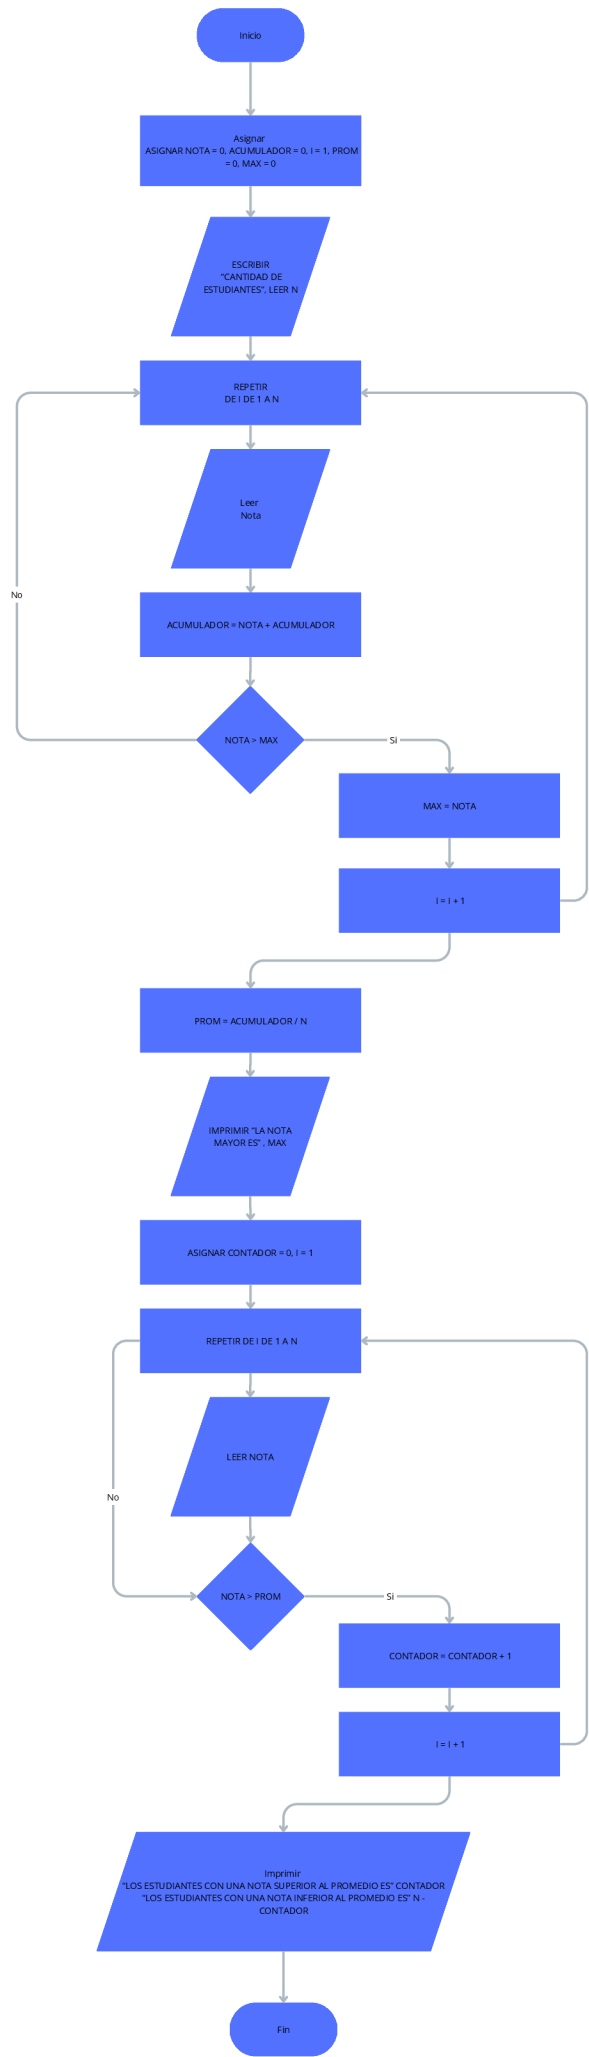 Inicio
Asignar
ASIGNAR NOTA = 0, ACUMULADOR = 0, I = 1, PROM
= 0, MAX = 0
ESCRIBIR
"CANTIDAD DE
ESTUDIANTES", LEER N
REPETIR
DE I DE 1 A N
Leer
Nota
No
ACUMULADOR = NOTA + ACUMULADOR
NOTA > MAX
Si
MAX = NOTA
I = I + 1
PROM = ACUMULADOR / N
IMPRIMIR "LA NOTA
MAYOR ES" , MAX
ASIGNAR CONTADOR = 0, I = 1
REPETIR DE I DE 1 A N
LEER NOTA
No
NOTA > PROM
Si
CONTADOR = CONTADOR + 1
I = I + 1
Imprimir
"LOS ESTUDIANTES CON UNA NOTA SUPERIOR AL PROMEDIO ES" CONTADOR
"LOS ESTUDIANTES CON UNA NOTA INFERIOR AL PROMEDIO ES" N -
CONTADOR
Fin